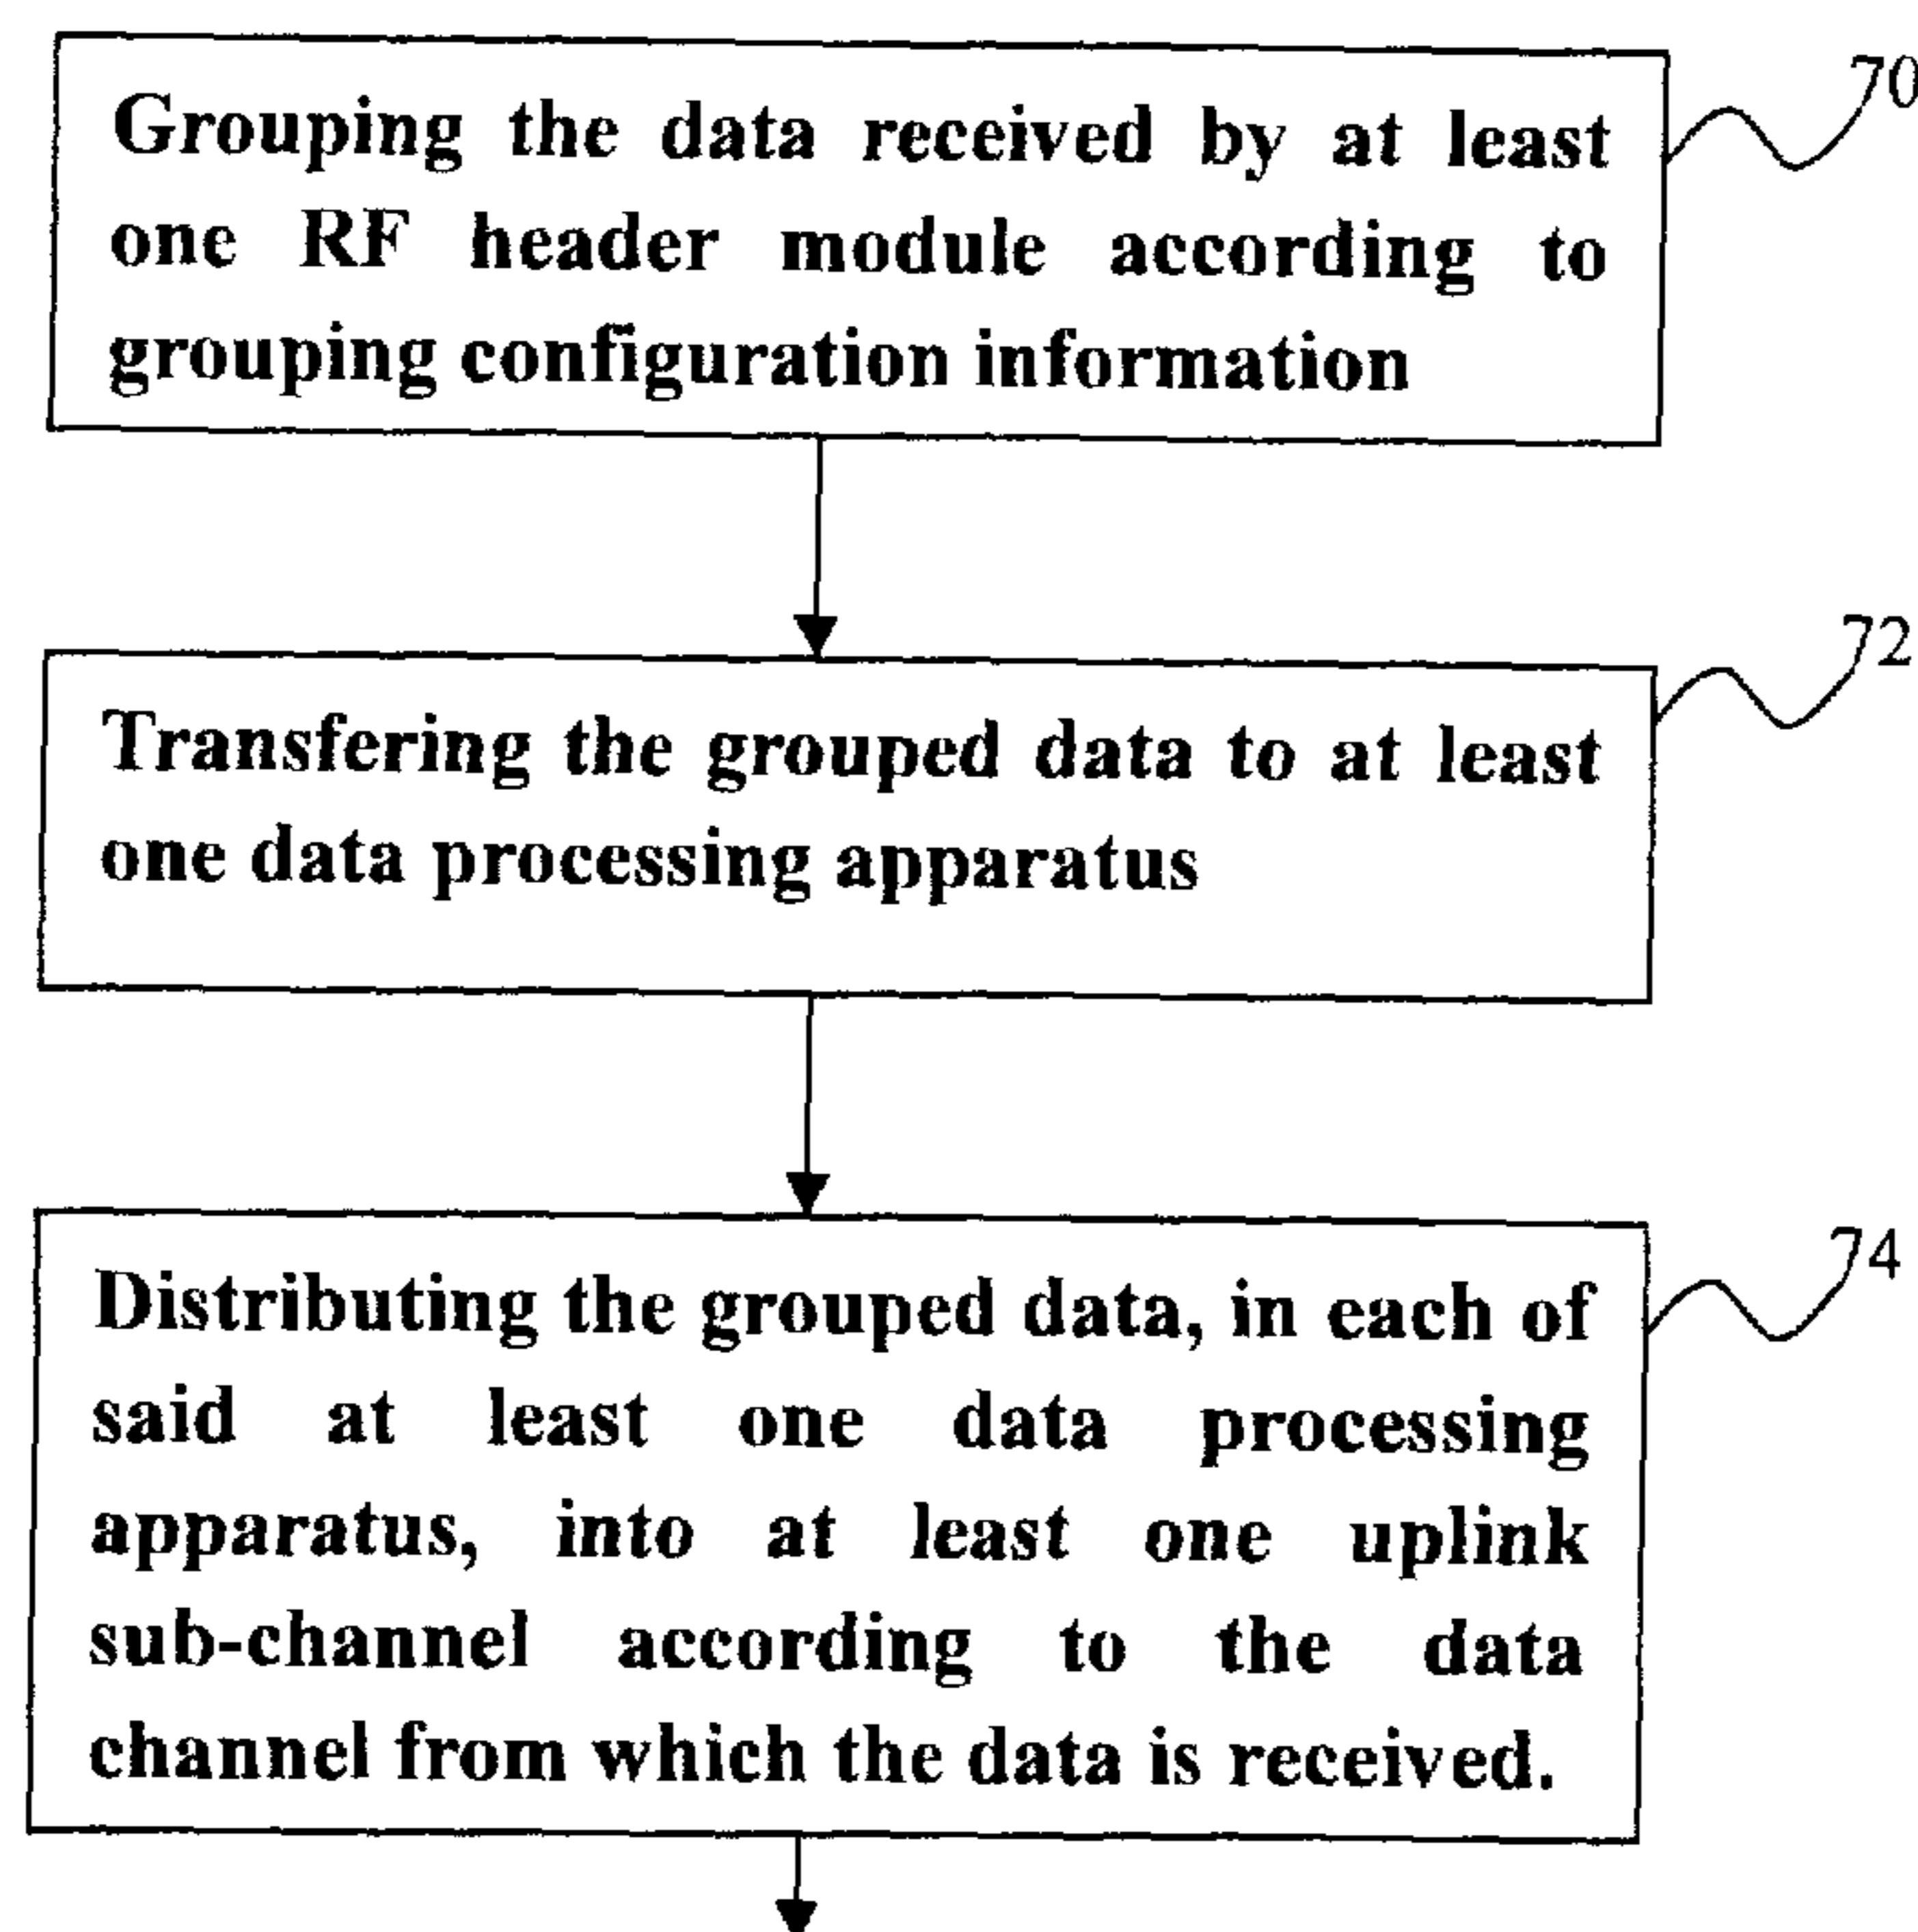 Grouping the data received by at least
one RF header module according to
grouping configuration information
70
Transfering the grouped data to at least
one data processing apparatus
72
Distributing the grouped data, in each of
said at least one data processing
apparatus, into at least one uplink
sub-channel according to the data
channel from which the data is received.
74